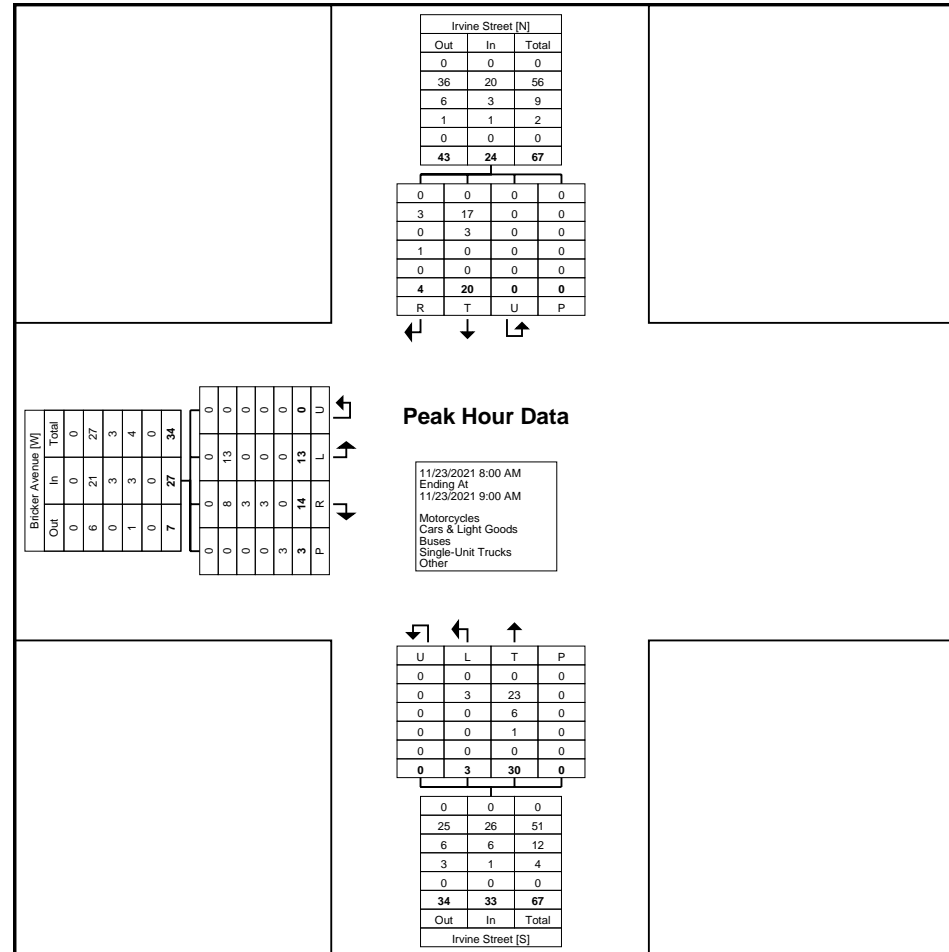 Irvine Street [N]
Out In Total
0 0 0
36 20 56
6 3 9
1 1 2
0 0 0
43 24 67
0 0 0 0
3 17 0 0
0 3 0 0
1 0 0 0
0 0 0 0
4 20 0 0
R T U P
Bricker Avenue [W]
Out In Total
0 0 0
6 21 27
0 3 3
1 3 4
0 0 0
7 27 34
0 0 0 0
0 8 13 0
0 3 0 0
0 3 0 0
3 0 0 0
3 14 13 0
P R L U
Peak Hour Data
11/23/2021 8:00 AM
Ending At
11/23/2021 9:00 AM
Motorcycles
Cars & Light Goods
Buses
Single-Unit Trucks
Other
U L T P
0 0 0 0
0 3 23 0
0 0 6 0
0 0 1 0
0 0 0 0
0 3 30 0
0 0 0
25 26 51
6 6 12
3 1 4
0 0 0
34 33 67
Out In Total
Irvine Street [S]